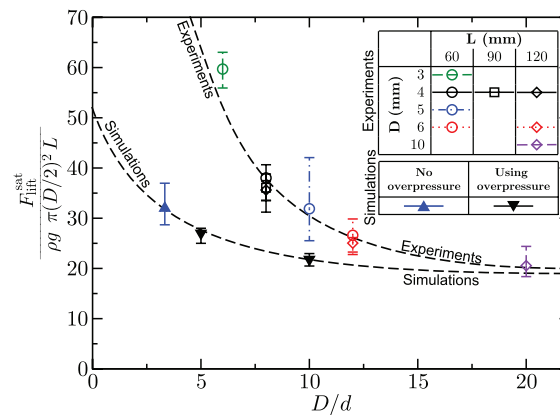 70
60
50
40
30
20
10
0
F_lift^sat / ρg π(D/2)² L
0 5 10 15 20
D/d
Experiments
Simulations
Experiments
Simulations
L (mm)
60 90 120
Experiments
D (mm)
3
4
5
6
10
Simulations
No overpressure
Using overpressure